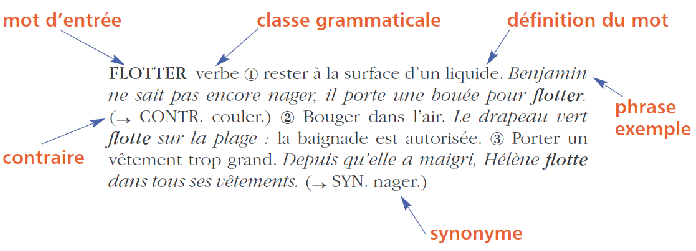 mot d'entrée classe grammaticale définition du mot
FLOTTER verbe ① rester à la surface d'un liquide. Benjamin
ne sait pas encore nager, il porte une bouée pour flotter.
(→ CONTR. couler.) ② Bouger dans l'air. Le drapeau vert
flotte sur la plage : la baignade est autorisée. ③ Porter un
vêtement trop grand. Depuis qu'elle a maigri, Hélène flotte
dans tous ses vêtements. (→ SYN. nager.)
phrase
exemple
contraire
synonyme